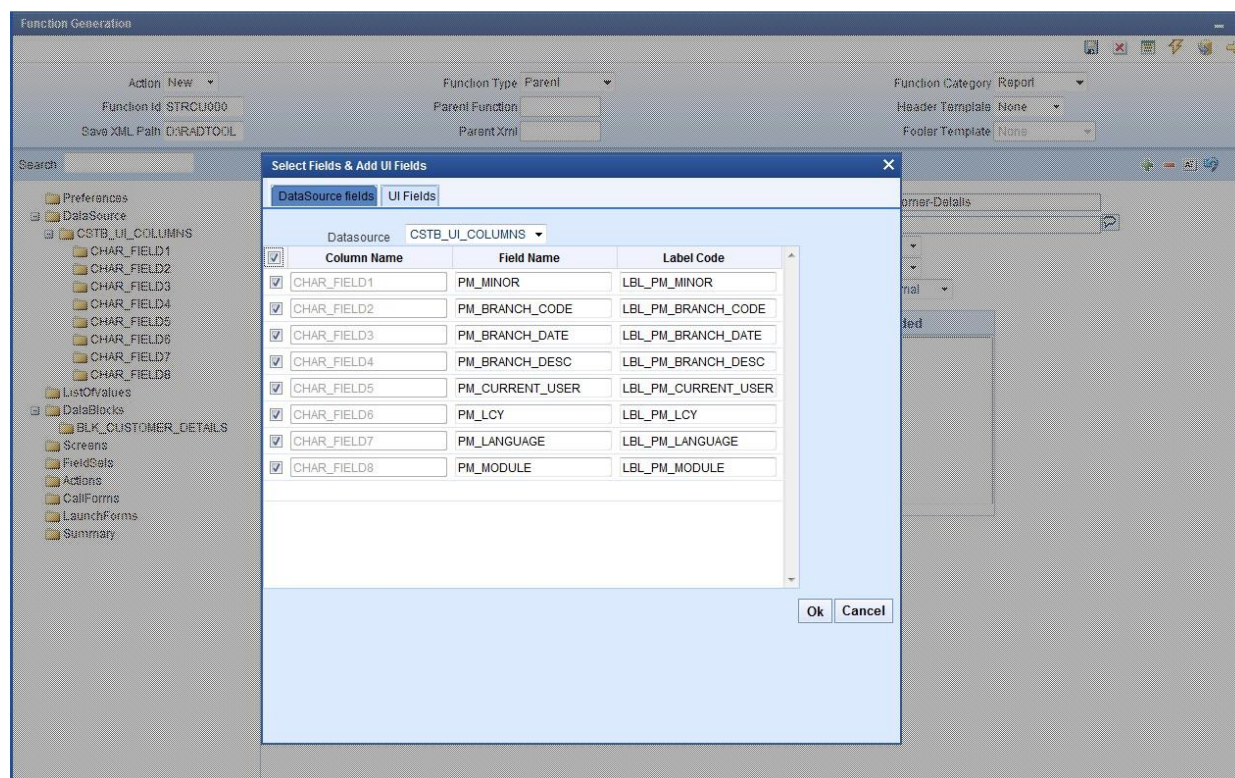 Function Generation
Action New Function Type Parent Function Category Report
Function Id STRCU000 Parent Function Header Template None
Save XML Path D:\RADTOOL Parent Xml Footer Template None
Search
Preferences
DataSource
CSTB_UI_COLUMNS
CHAR_FIELD1
CHAR_FIELD2
CHAR_FIELD3
CHAR_FIELD4
CHAR_FIELD5
CHAR_FIELD6
CHAR_FIELD7
CHAR_FIELD8
ListOfValues
DataBlocks
BLK_CUSTOMER_DETAILS
Screens
FieldSets
Actions
CallForms
LaunchForms
Summary
Select Fields & Add UI Fields
DataSource fields UI Fields
Datasource CSTB_UI_COLUMNS
Column Name Field Name Label Code
CHAR_FIELD1 PM_MINOR LBL_PM_MINOR
CHAR_FIELD2 PM_BRANCH_CODE LBL_PM_BRANCH_CODE
CHAR_FIELD3 PM_BRANCH_DATE LBL_PM_BRANCH_DATE
CHAR_FIELD4 PM_BRANCH_DESC LBL_PM_BRANCH_DESC
CHAR_FIELD5 PM_CURRENT_USER LBL_PM_CURRENT_USER
CHAR_FIELD6 PM_LCY LBL_PM_LCY
CHAR_FIELD7 PM_LANGUAGE LBL_PM_LANGUAGE
CHAR_FIELD8 PM_MODULE LBL_PM_MODULE
Ok Cancel
omer-Details
mal
ded